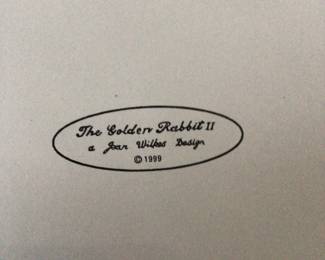 The Golden Rabbit II
a Joan Wilkes Design
© 1999